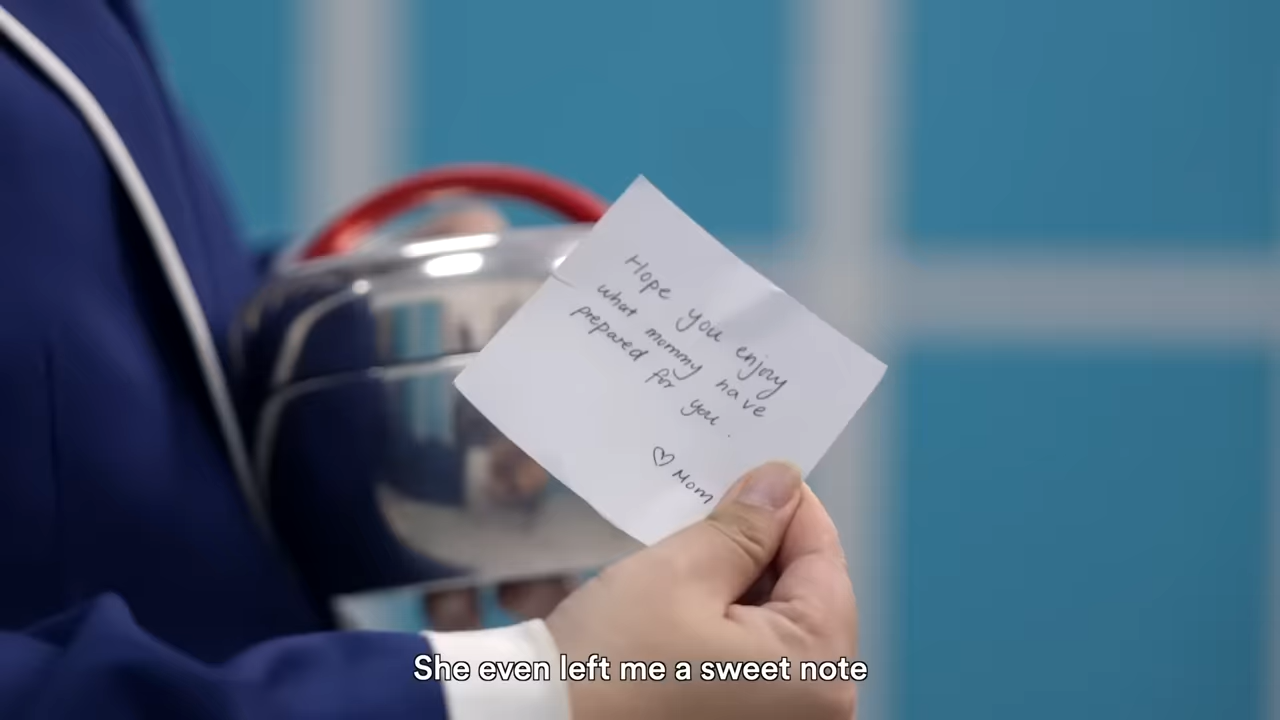 Hope you enjoy
what mommy have
prepared for you.
♡ Mom
She even left me a sweet note